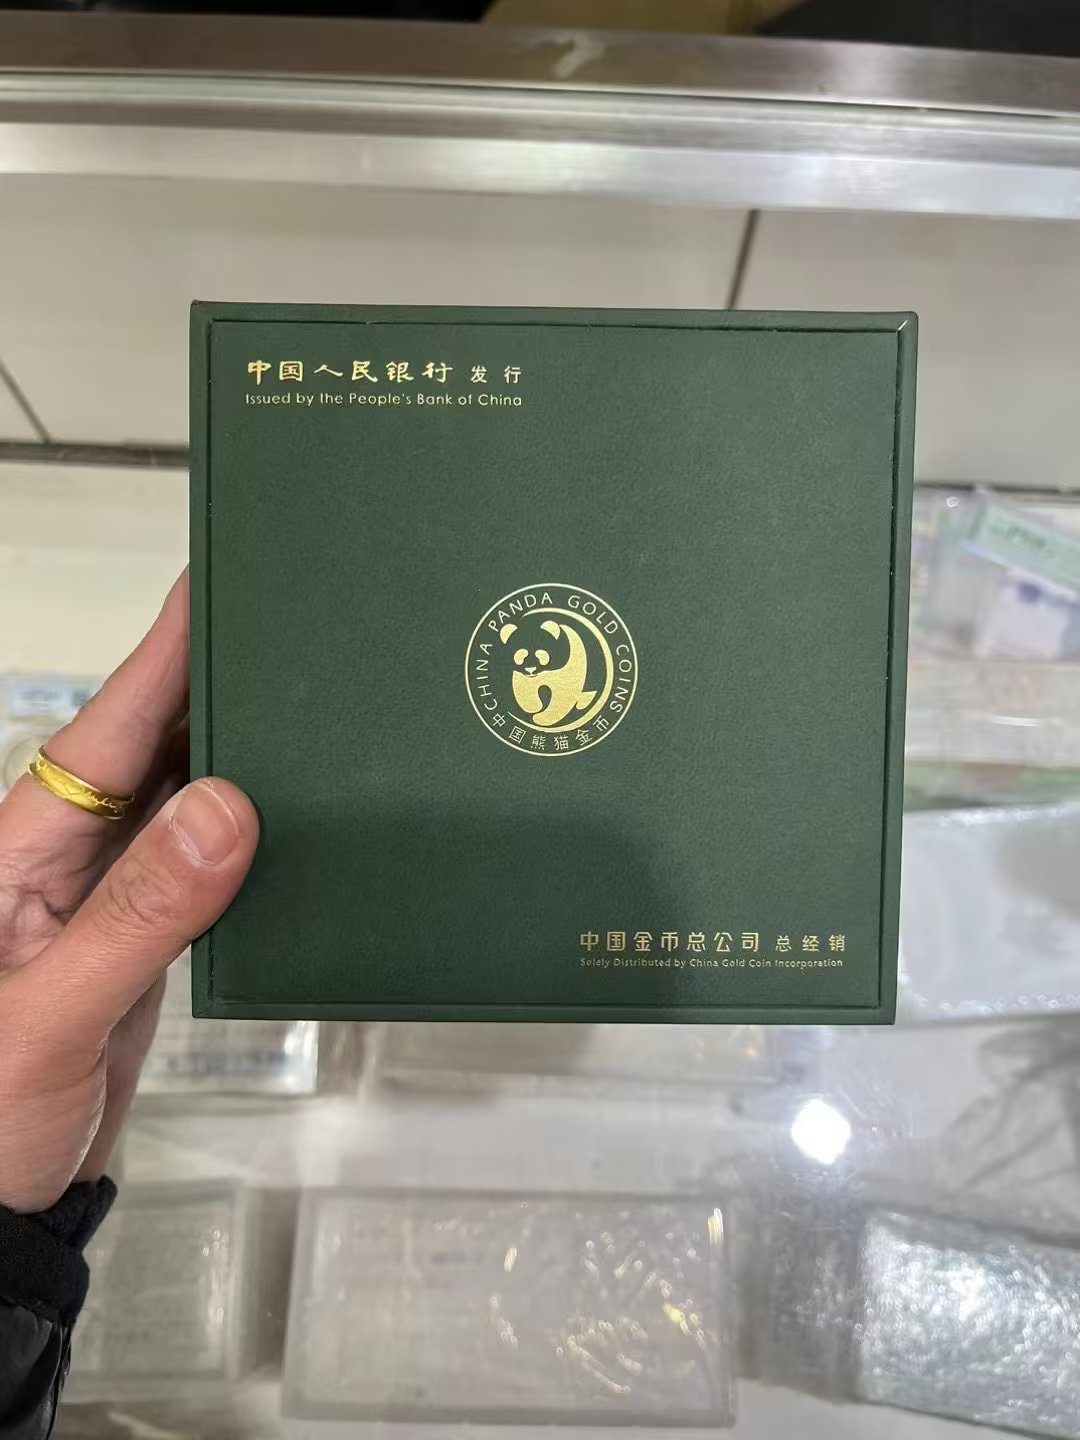 中国人民银行 发行
Issued by the People's Bank of China
CHINA PANDA GOLD COINS
中国熊猫金币
中国金币总公司 总经销
Solely Distributed by China Gold Coin Incorporation